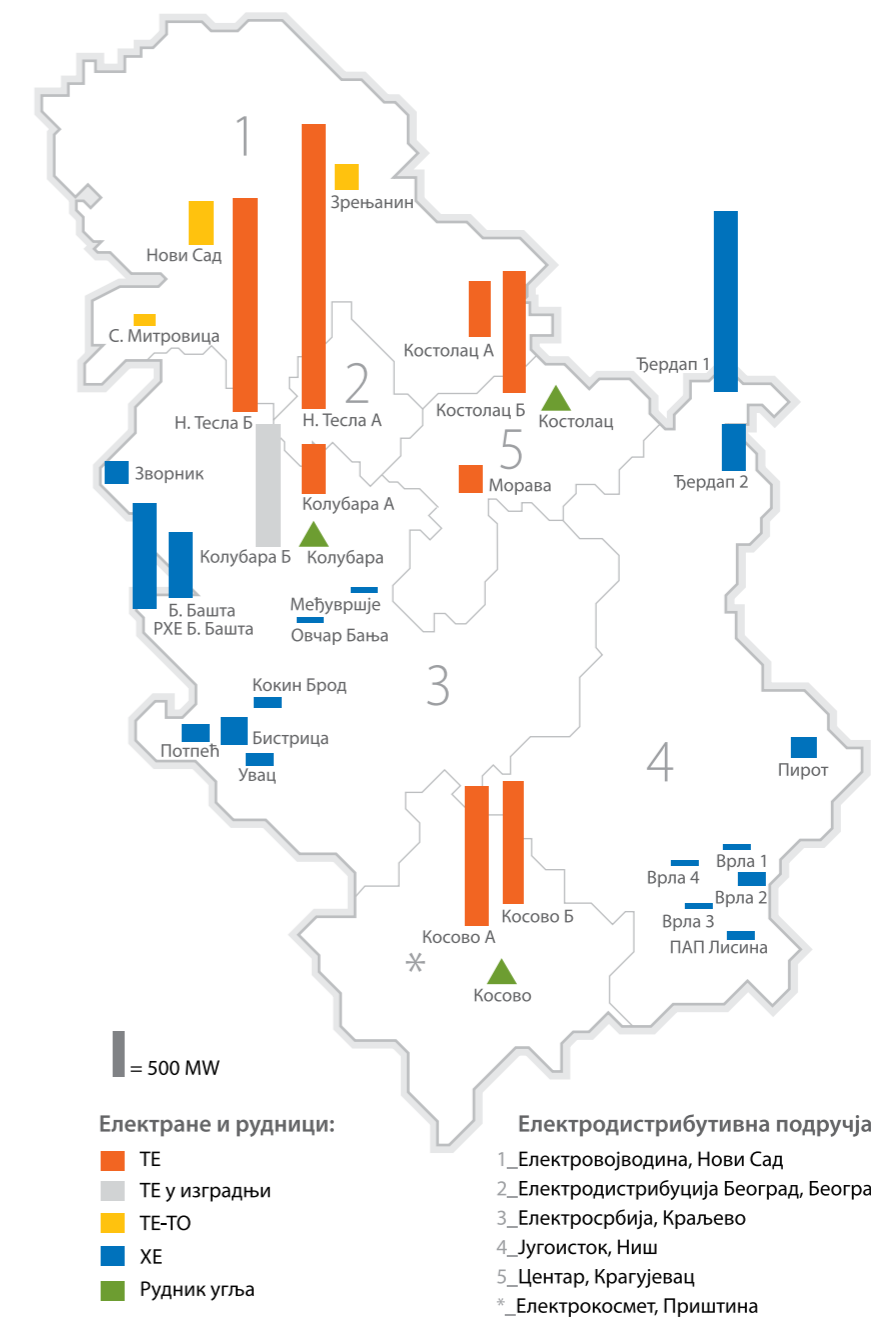 1
Зрењанин
Нови Сад
С. Митровица
Костолац А
Ђердап 1
2
Костолац Б
Костолац
Н. Тесла Б
Н. Тесла А
5
Зворник
Морава
Ђердап 2
Колубара А
Колубара Б
Колубара
Б. Башта
РХЕ Б. Башта
Међувршје
Овчар Бања
3
Кокин Брод
Бистрица
Потпећ
Увац
4
Пирот
Врла 1
Врла 4
Врла 2
Врла 3
ПАП Лисина
Косово Б
Косово А
*
Косово
= 500 MW
Електране и рудници:
ТЕ
ТЕ у изградњи
ТЕ-ТО
ХЕ
Рудник угља
Електродистрибутивна подручја
1_Електровојводина, Нови Сад
2_Електродистрибуција Београд, Београ
3_Електросрбија, Краљево
4_Југоисток, Ниш
5_Центар, Крагујевац
*_Електрокосмет, Приштина